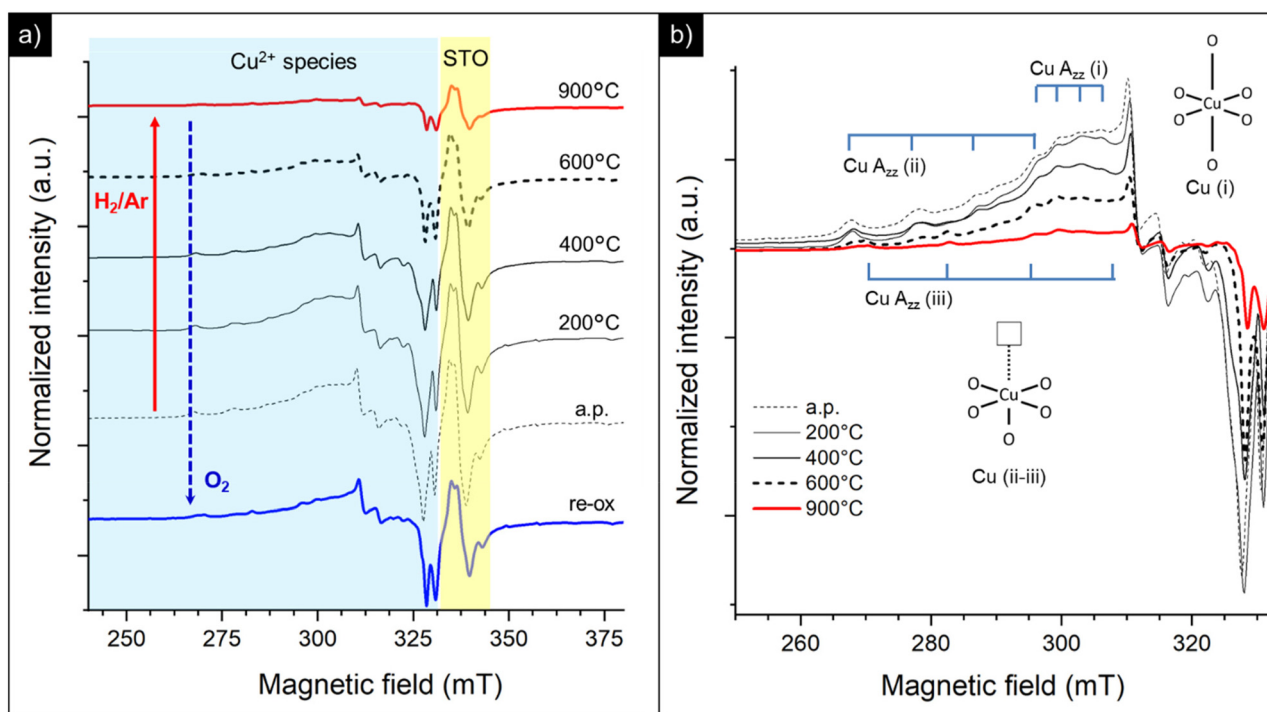 a)
Cu²⁺ species
STO
900°C
600°C
H₂/Ar
400°C
200°C
a.p.
O₂
re-ox
Normalized intensity (a.u.)
250 275 300 325 350 375
Magnetic field (mT)
b)
Cu Azz (i)
Cu Azz (ii)
O
O Cu O
O O
O
Cu (i)
Cu Azz (iii)
O Cu O
O O
O
Cu (ii-iii)
a.p.
200°C
400°C
600°C
900°C
Normalized intensity (a.u.)
260 280 300 320
Magnetic field (mT)